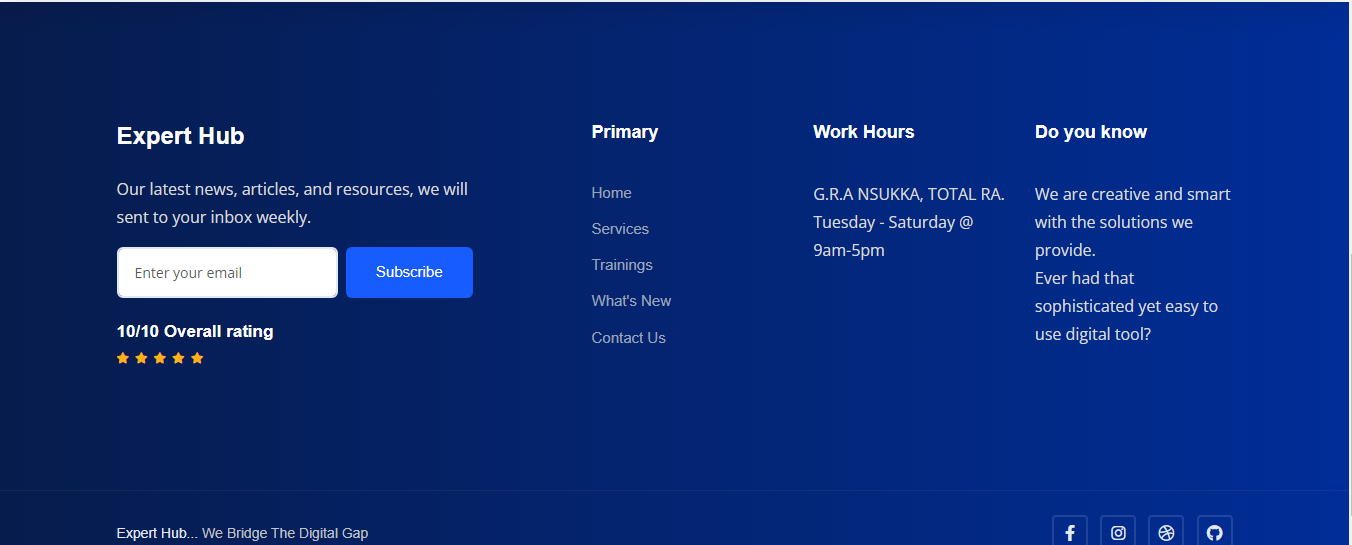 Expert Hub
Our latest news, articles, and resources, we will
sent to your inbox weekly.
Enter your email
Subscribe
10/10 Overall rating
Primary
Home
Services
Trainings
What's New
Contact Us
Work Hours
G.R.A NSUKKA, TOTAL RA.
Tuesday - Saturday @
9am-5pm
Do you know
We are creative and smart
with the solutions we
provide.
Ever had that
sophisticated yet easy to
use digital tool?
Expert Hub... We Bridge The Digital Gap